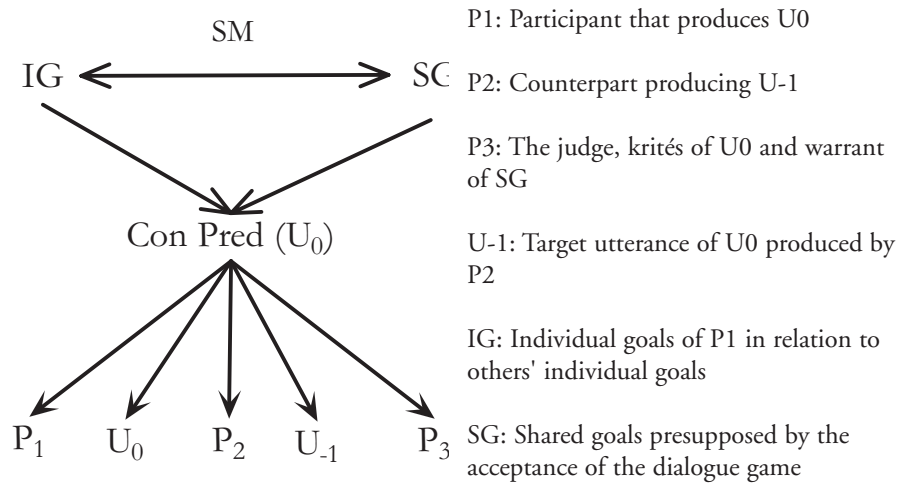 SM
IG SG
Con Pred (U₀)
P₁ U₀ P₂ U₋₁ P₃
P1: Participant that produces U0
P2: Counterpart producing U-1
P3: The judge, krités of U0 and warrant
of SG
U-1: Target utterance of U0 produced by
P2
IG: Individual goals of P1 in relation to
others' individual goals
SG: Shared goals presupposed by the
acceptance of the dialogue game